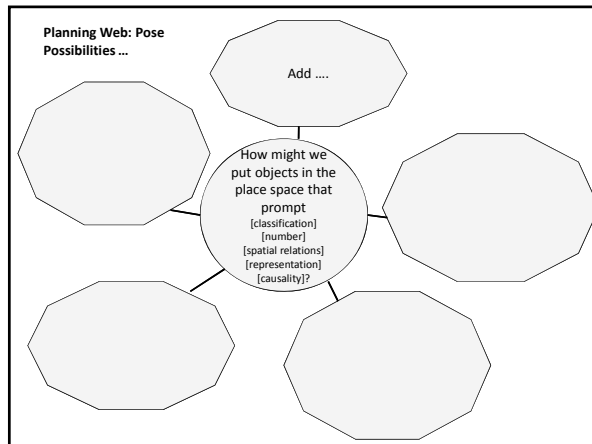 Planning Web: Pose
Possibilities ...
Add ....
How might we
put objects in the
place space that
prompt
[classification]
[number]
[spatial relations]
[representation]
[causality]?